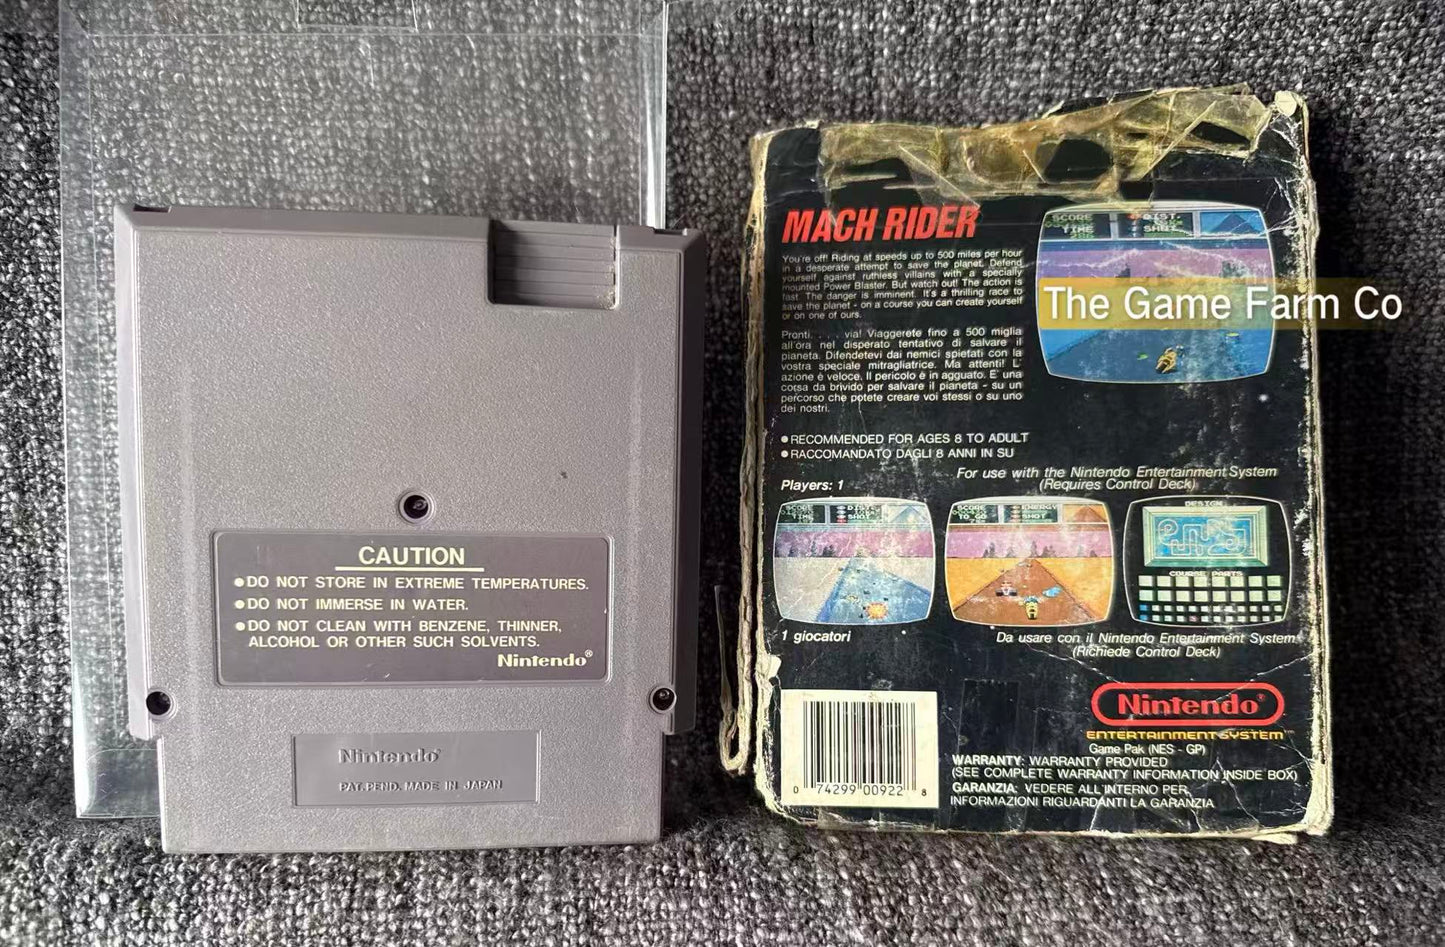 CAUTION
●DO NOT STORE IN EXTREME TEMPERATURES.
●DO NOT IMMERSE IN WATER.
●DO NOT CLEAN WITH BENZENE, THINNER,
ALCOHOL OR OTHER SUCH SOLVENTS.
Nintendo®
Nintendo®
PAT.PEND. MADE IN JAPAN
MACH RIDER
You're off! Riding at speeds up to 500 miles per hour
in a desperate attempt to save the planet. Defend
yourself against ruthless villains with a specially
mounted Power Blaster. But watch out! The action is
fast. The danger is imminent. It's a thrilling race to
save the planet - on a course you can create yourself
or on one of ours.
Pronti. . . . via! Viaggerete fino a 500 miglia
all'ora nel disperato tentativo di salvare il
pianeta. Difendetevi dai nemici spietati con la
vostra speciale mitragliatrice. Ma attenti! L'
azione è veloce. Il pericolo è in agguato. E' una
corsa da brivido per salvare il pianeta - su un
percorso che potete creare voi stessi o su uno
dei nostri.
SCORE DIST.
TIME SHOT
The Game Farm Co
●RECOMMENDED FOR AGES 8 TO ADULT
●RACCOMANDATO DAGLI 8 ANNI IN SU
For use with the Nintendo Entertainment System
(Requires Control Deck)
Players: 1
SCORE DIST.
TIME SHOT
SCORE ENERGY
TO GO SHOT
DESIGN
COURSE PARTS
1 giocatori
Da usare con il Nintendo Entertainment System
(Richiede Control Deck)
Nintendo®
ENTERTAINMENT SYSTEM™
Game Pak (NES - GP)
WARRANTY: WARRANTY PROVIDED
(SEE COMPLETE WARRANTY INFORMATION INSIDE BOX)
GARANZIA: VEDERE ALL'INTERNO PER
INFORMAZIONI RIGUARDANTI LA GARANZIA
0 74299 00922 8